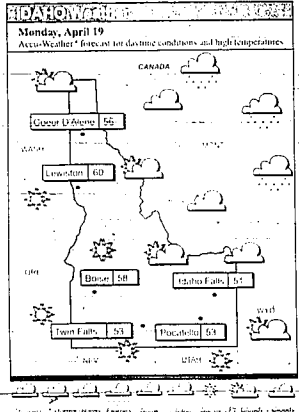 IDAHO Weather
Monday, April 19
Accu-Weather® forecast for daytime conditions and high temperatures
CANADA
Coeur D'Alene 56
WASH
MONT
Lewiston 60
ORE
Boise 58
Idaho Falls 51
WYO
Twin Falls 53
Pocatello 53
NEV
UTAH